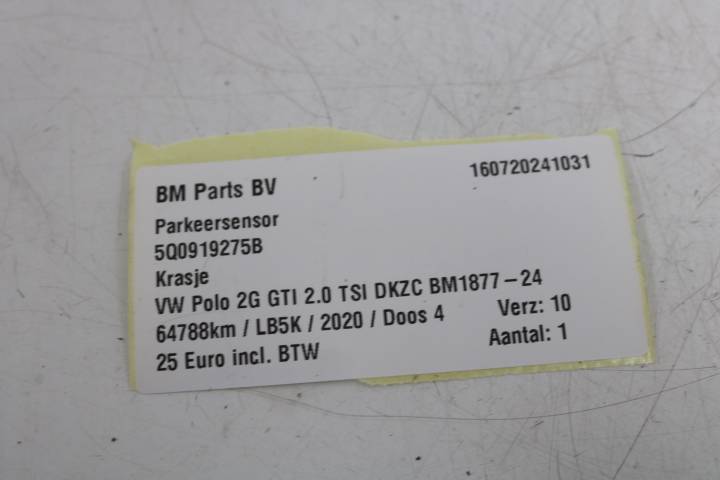 BM Parts BV 160720241031
Parkeersensor
5Q0919275B
Krasje
VW Polo 2G GTI 2.0 TSI DKZC BM1877-24
64788km / LB5K / 2020 / Doos 4 Verz: 10
25 Euro incl. BTW Aantal: 1